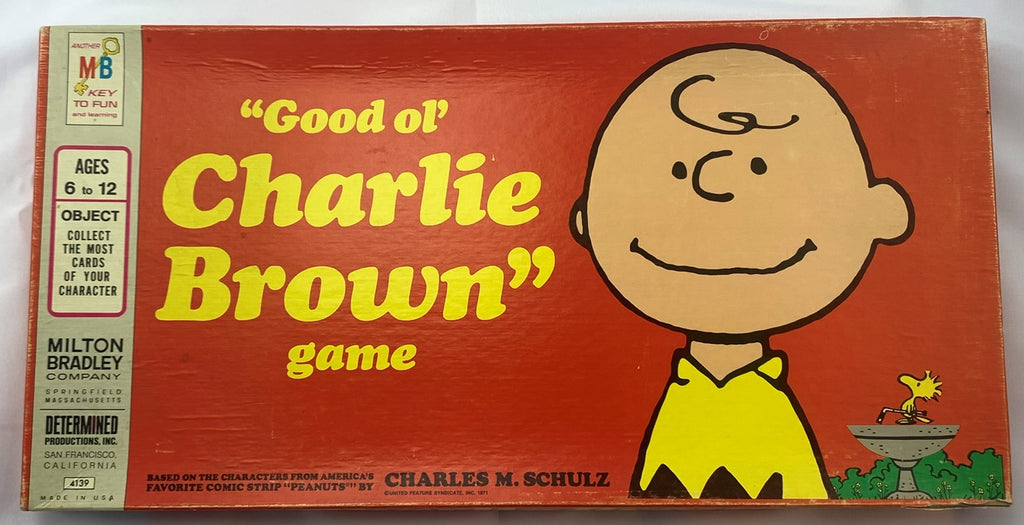 ANOTHER
MB
KEY
TO FUN
and learning
AGES
6 to 12
OBJECT
COLLECT
THE MOST
CARDS
OF YOUR
CHARACTER
MILTON
BRADLEY
COMPANY
SPRINGFIELD
MASSACHUSETTS
DETERMINED
PRODUCTIONS, INC.
SAN FRANCISCO,
CALIFORNIA
4139
MADE IN USA
"Good ol'
Charlie
Brown"
game
BASED ON THE CHARACTERS FROM AMERICA'S
FAVORITE COMIC STRIP "PEANUTS®" BY
CHARLES M. SCHULZ
©UNITED FEATURE SYNDICATE, INC. 1971